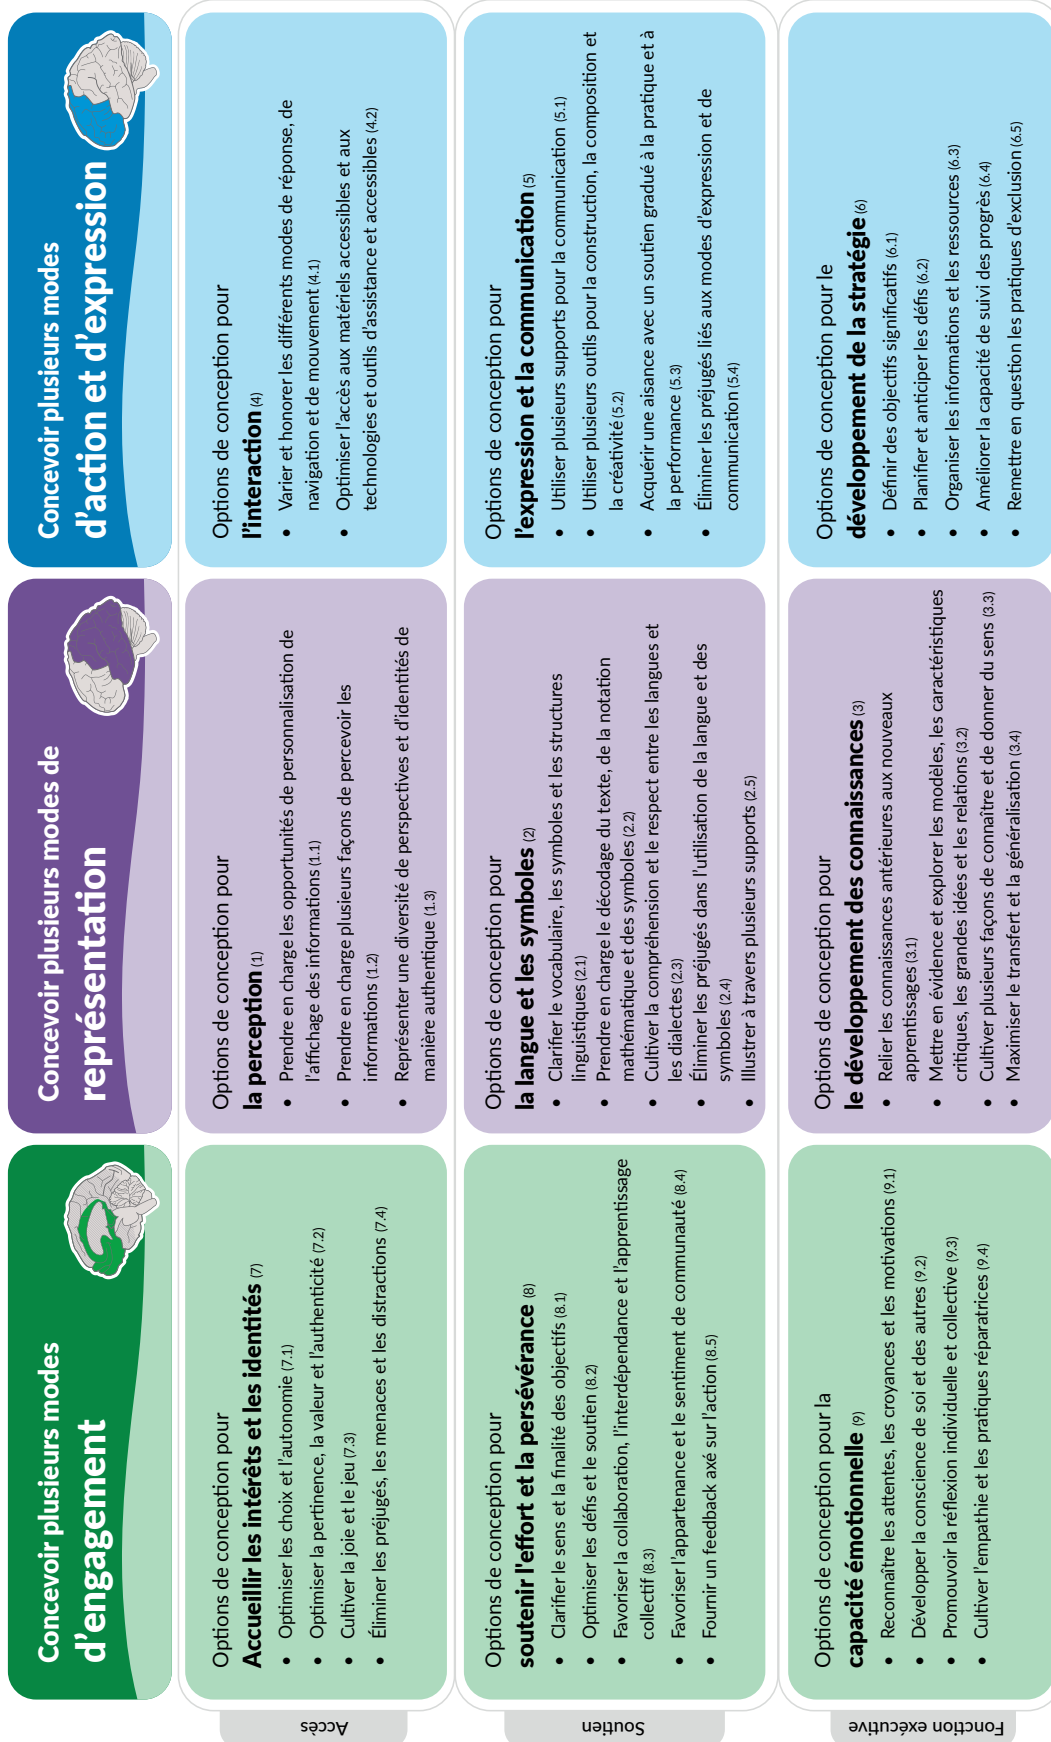 Concevoir plusieurs modes
d'engagement
Concevoir plusieurs modes de
représentation
Concevoir plusieurs modes
d'action et d'expression
Accès
Options de conception pour
Accueillir les intérêts et les identités (7)
• Optimiser les choix et l'autonomie (7.1)
• Optimiser la pertinence, la valeur et l'authenticité (7.2)
• Cultiver la joie et le jeu (7.3)
• Éliminer les préjugés, les menaces et les distractions (7.4)
Options de conception pour
la perception (1)
• Prendre en charge les opportunités de personnalisation de
l'affichage des informations (1.1)
• Prendre en charge plusieurs façons de percevoir les
informations (1.2)
• Représenter une diversité de perspectives et d'identités de
manière authentique (1.3)
Options de conception pour
l'interaction (4)
• Varier et honorer les différents modes de réponse, de
navigation et de mouvement (4.1)
• Optimiser l'accès aux matériels accessibles et aux
technologies et outils d'assistance et accessibles (4.2)
Soutien
Options de conception pour
soutenir l'effort et la persévérance (8)
• Clarifier le sens et la finalité des objectifs (8.1)
• Optimiser les défis et le soutien (8.2)
• Favoriser la collaboration, l'interdépendance et l'apprentissage
collectif (8.3)
• Favoriser l'appartenance et le sentiment de communauté (8.4)
• Fournir un feedback axé sur l'action (8.5)
Options de conception pour
la langue et les symboles (2)
• Clarifier le vocabulaire, les symboles et les structures
linguistiques (2.1)
• Prendre en charge le décodage du texte, de la notation
mathématique et des symboles (2.2)
• Cultiver la compréhension et le respect entre les langues et
les dialectes (2.3)
• Éliminer les préjugés dans l'utilisation de la langue et des
symboles (2.4)
• Illustrer à travers plusieurs supports (2.5)
Options de conception pour
l'expression et la communication (5)
• Utiliser plusieurs supports pour la communication (5.1)
• Utiliser plusieurs outils pour la construction, la composition et
la créativité (5.2)
• Acquérir une aisance avec un soutien gradué à la pratique et à
la performance (5.3)
• Éliminer les préjugés liés aux modes d'expression et de
communication (5.4)
Fonction exécutive
Options de conception pour la
capacité émotionnelle (9)
• Reconnaître les attentes, les croyances et les motivations (9.1)
• Développer la conscience de soi et des autres (9.2)
• Promouvoir la réflexion individuelle et collective (9.3)
• Cultiver l'empathie et les pratiques réparatrices (9.4)
Options de conception pour
le développement des connaissances (3)
• Relier les connaissances antérieures aux nouveaux
apprentissages (3.1)
• Mettre en évidence et explorer les modèles, les caractéristiques
critiques, les grandes idées et les relations (3.2)
• Cultiver plusieurs façons de connaître et de donner du sens (3.3)
• Maximiser le transfert et la généralisation (3.4)
Options de conception pour le
développement de la stratégie (6)
• Définir des objectifs significatifs (6.1)
• Planifier et anticiper les défis (6.2)
• Organiser les informations et les ressources (6.3)
• Améliorer la capacité de suivi des progrès (6.4)
• Remettre en question les pratiques d'exclusion (6.5)